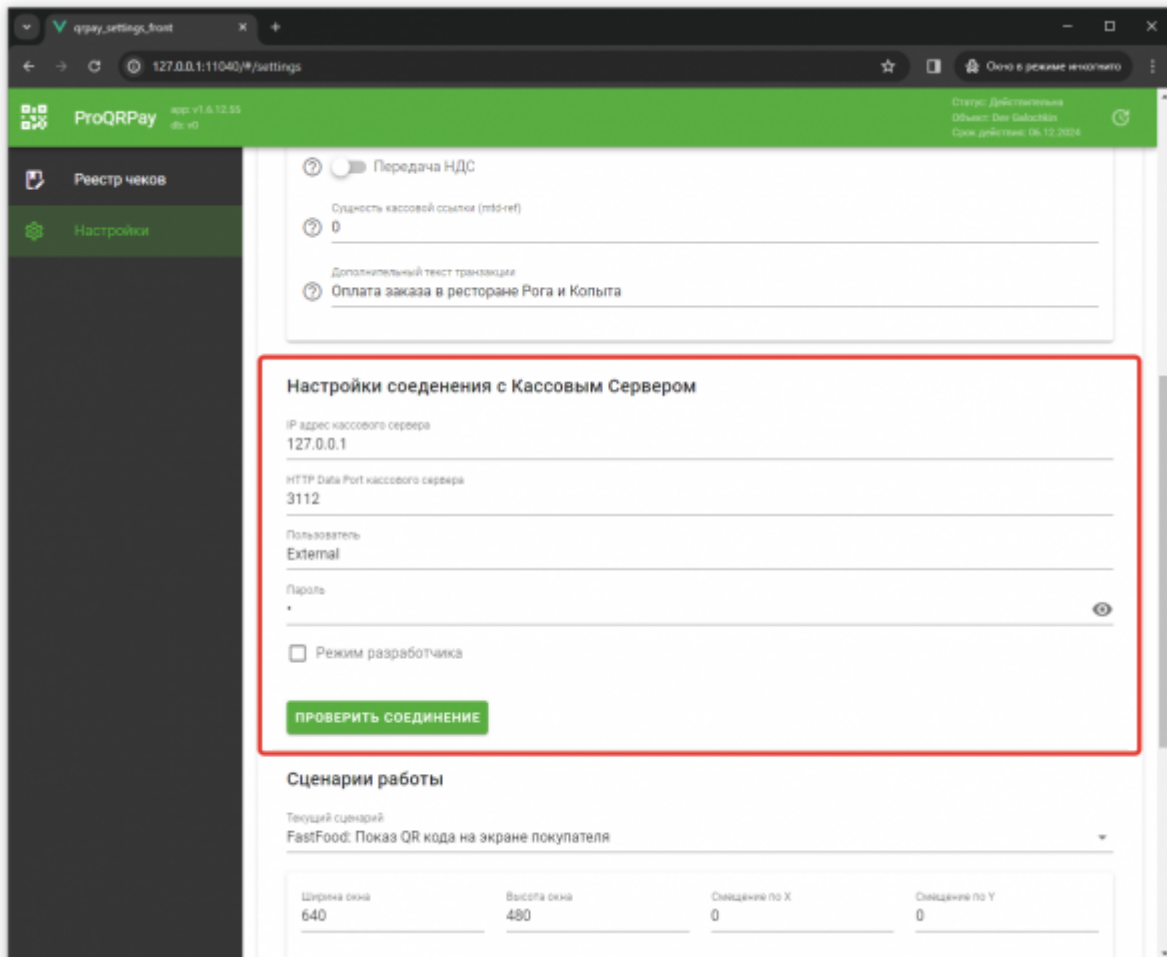 qrpay_settings_front
127.0.0.1:11040/#/settings
Окно в режиме инкогнито
ProQRPay
app: v1.6.12.55
db: v0
Статус: Действительна
Объект: Dev Galochkin
Срок действия: 06.12.2024
Реестр чеков
Настройки
Передача НДС
Сущность кассовой ссылки (mtd-ref)
0
Дополнительный текст транзакции
Оплата заказа в ресторане Рога и Копыта
Настройки соеденения с Кассовым Сервером
IP адрес кассового сервера
127.0.0.1
HTTP Data Port кассового сервера
3112
Пользователь
External
Пароль
•
Режим разработчика
ПРОВЕРИТЬ СОЕДИНЕНИЕ
Сценарии работы
Текущий сценарий
FastFood: Показ QR кода на экране покупателя
Ширина окна
Высота окна
Смещение по X
Смещение по Y
640
480
0
0